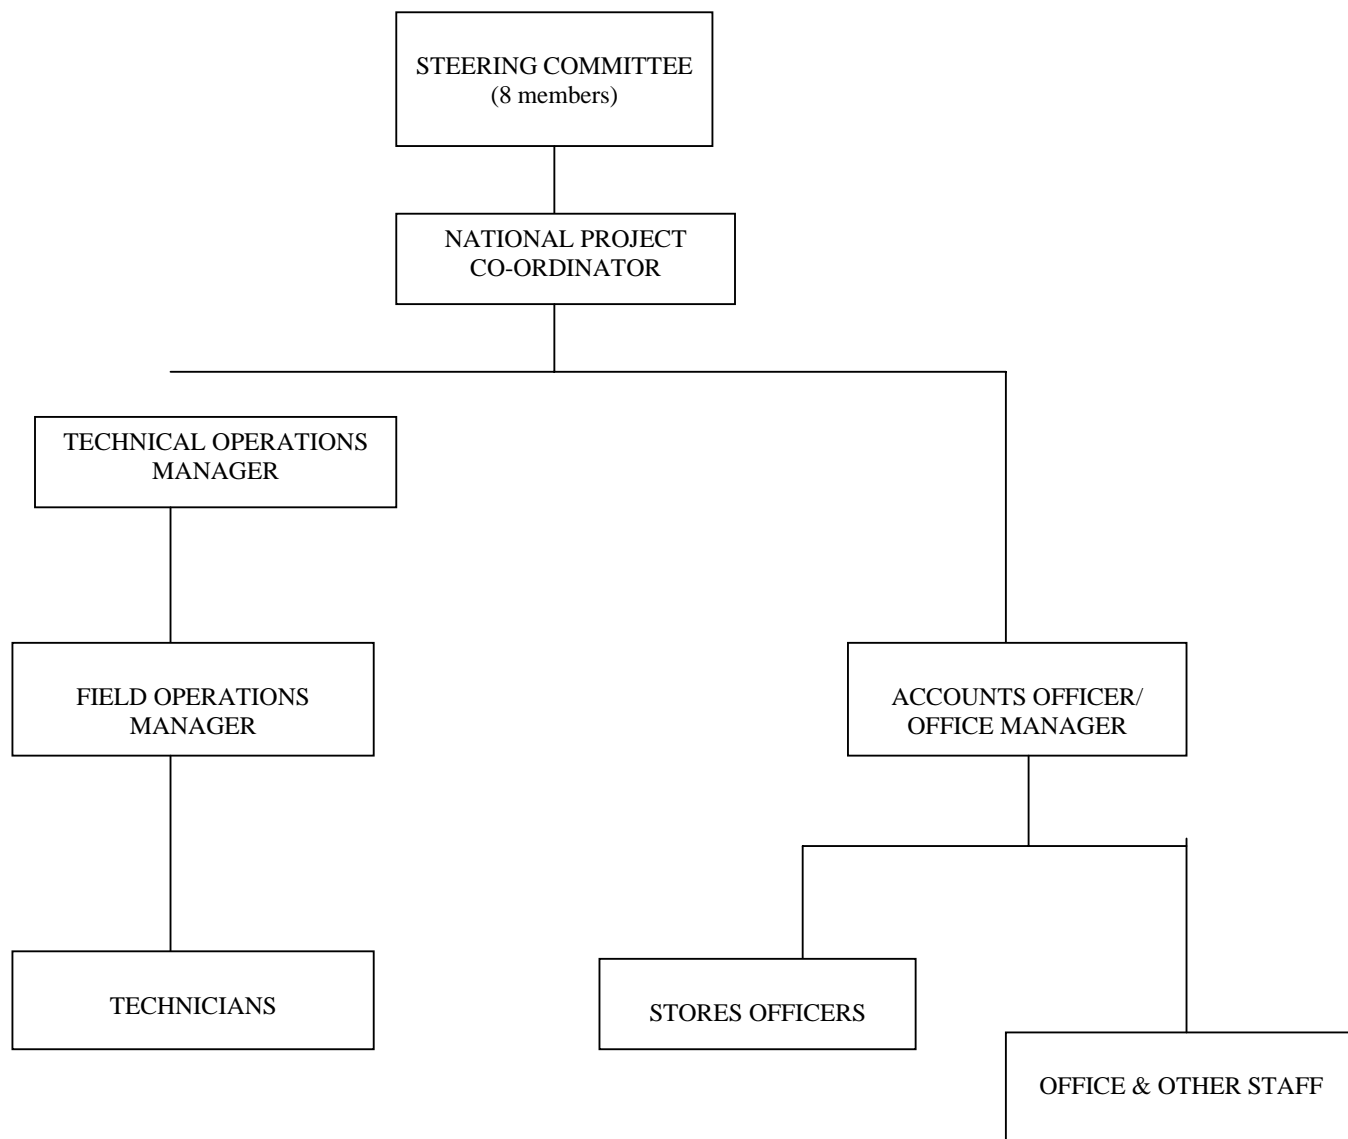 STEERING COMMITTEE
(8 members)
NATIONAL PROJECT
CO-ORDINATOR
TECHNICAL OPERATIONS
MANAGER
FIELD OPERATIONS
MANAGER
ACCOUNTS OFFICER/
OFFICE MANAGER
TECHNICIANS
STORES OFFICERS
OFFICE & OTHER STAFF